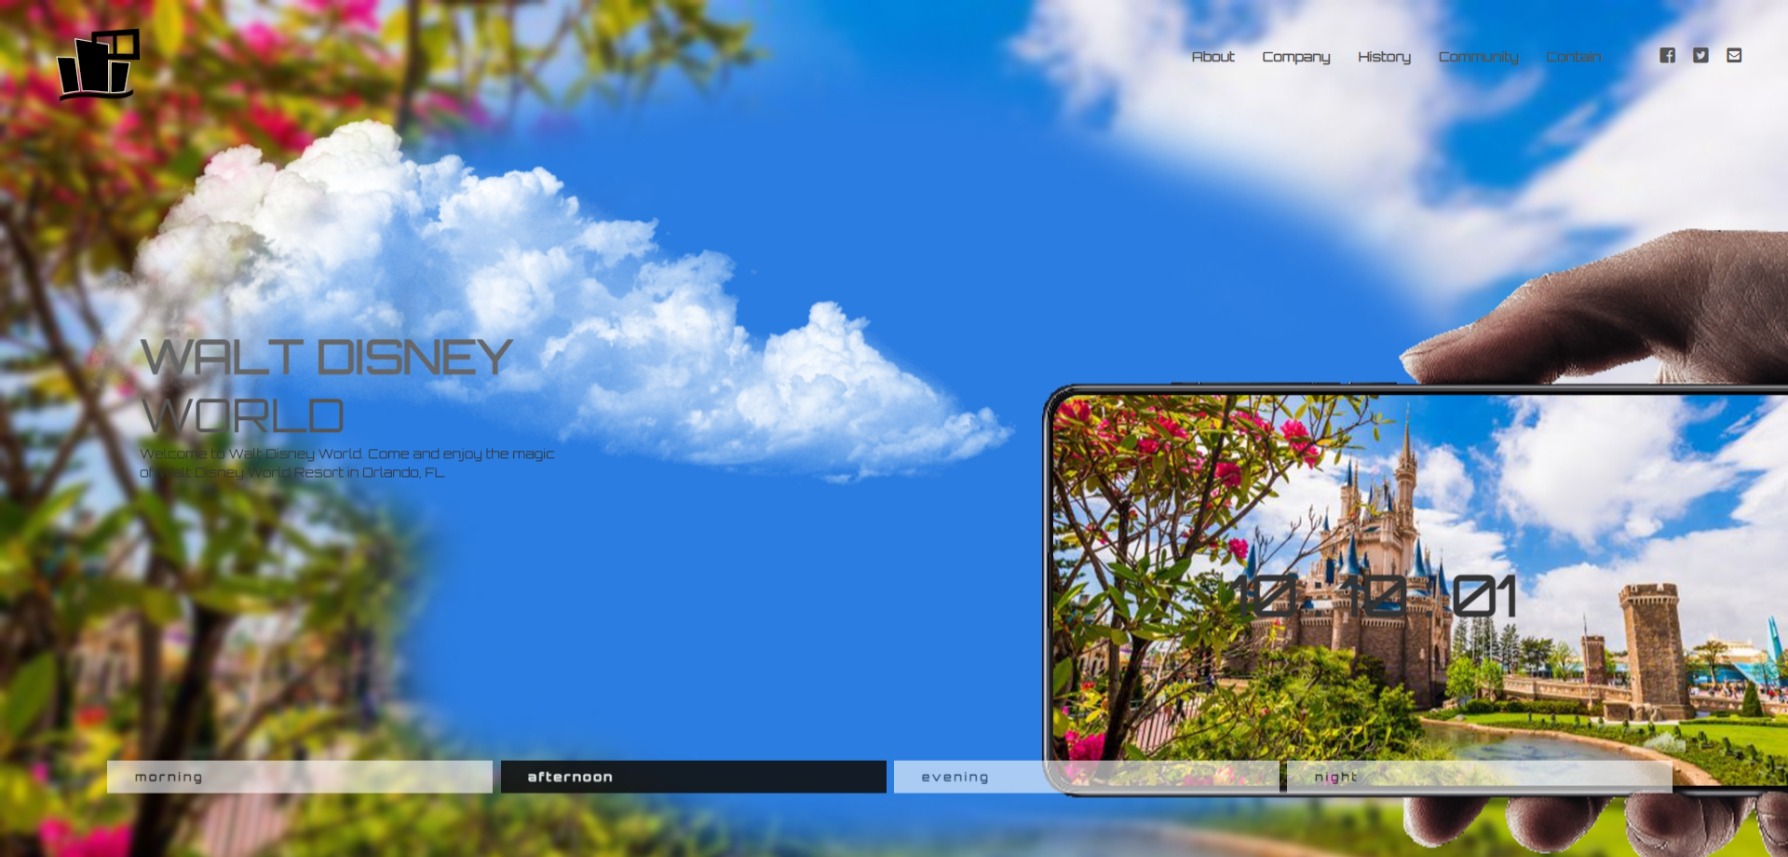 About Company History Community Contain
WALT DISNEY
WORLD
Welcome to Walt Disney World. Come and enjoy the magic
of Walt Disney World Resort in Orlando, FL
10 : 10 : 01
morning afternoon evening night